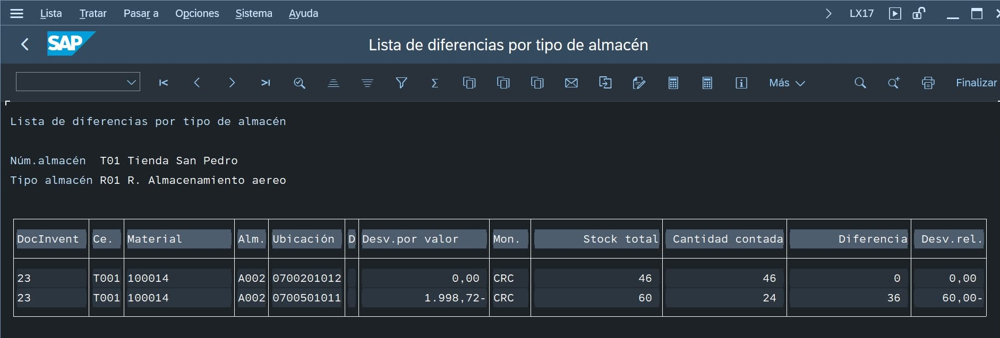 Lista Tratar Pasar a Opciones Sistema Ayuda LX17
SAP Lista de diferencias por tipo de almacén
Más Finalizar
Lista de diferencias por tipo de almacén
Núm.almacén T01 Tienda San Pedro
Tipo almacén R01 R. Almacenamiento aereo
DocInvent Ce. Material Alm. Ubicación D Desv.por valor Mon. Stock total Cantidad contada Diferencia Desv.rel.
23 T001 100014 A002 0700201012 0,00 CRC 46 46 0 0,00
23 T001 100014 A002 0700501011 1.998,72- CRC 60 24 36 60,00-